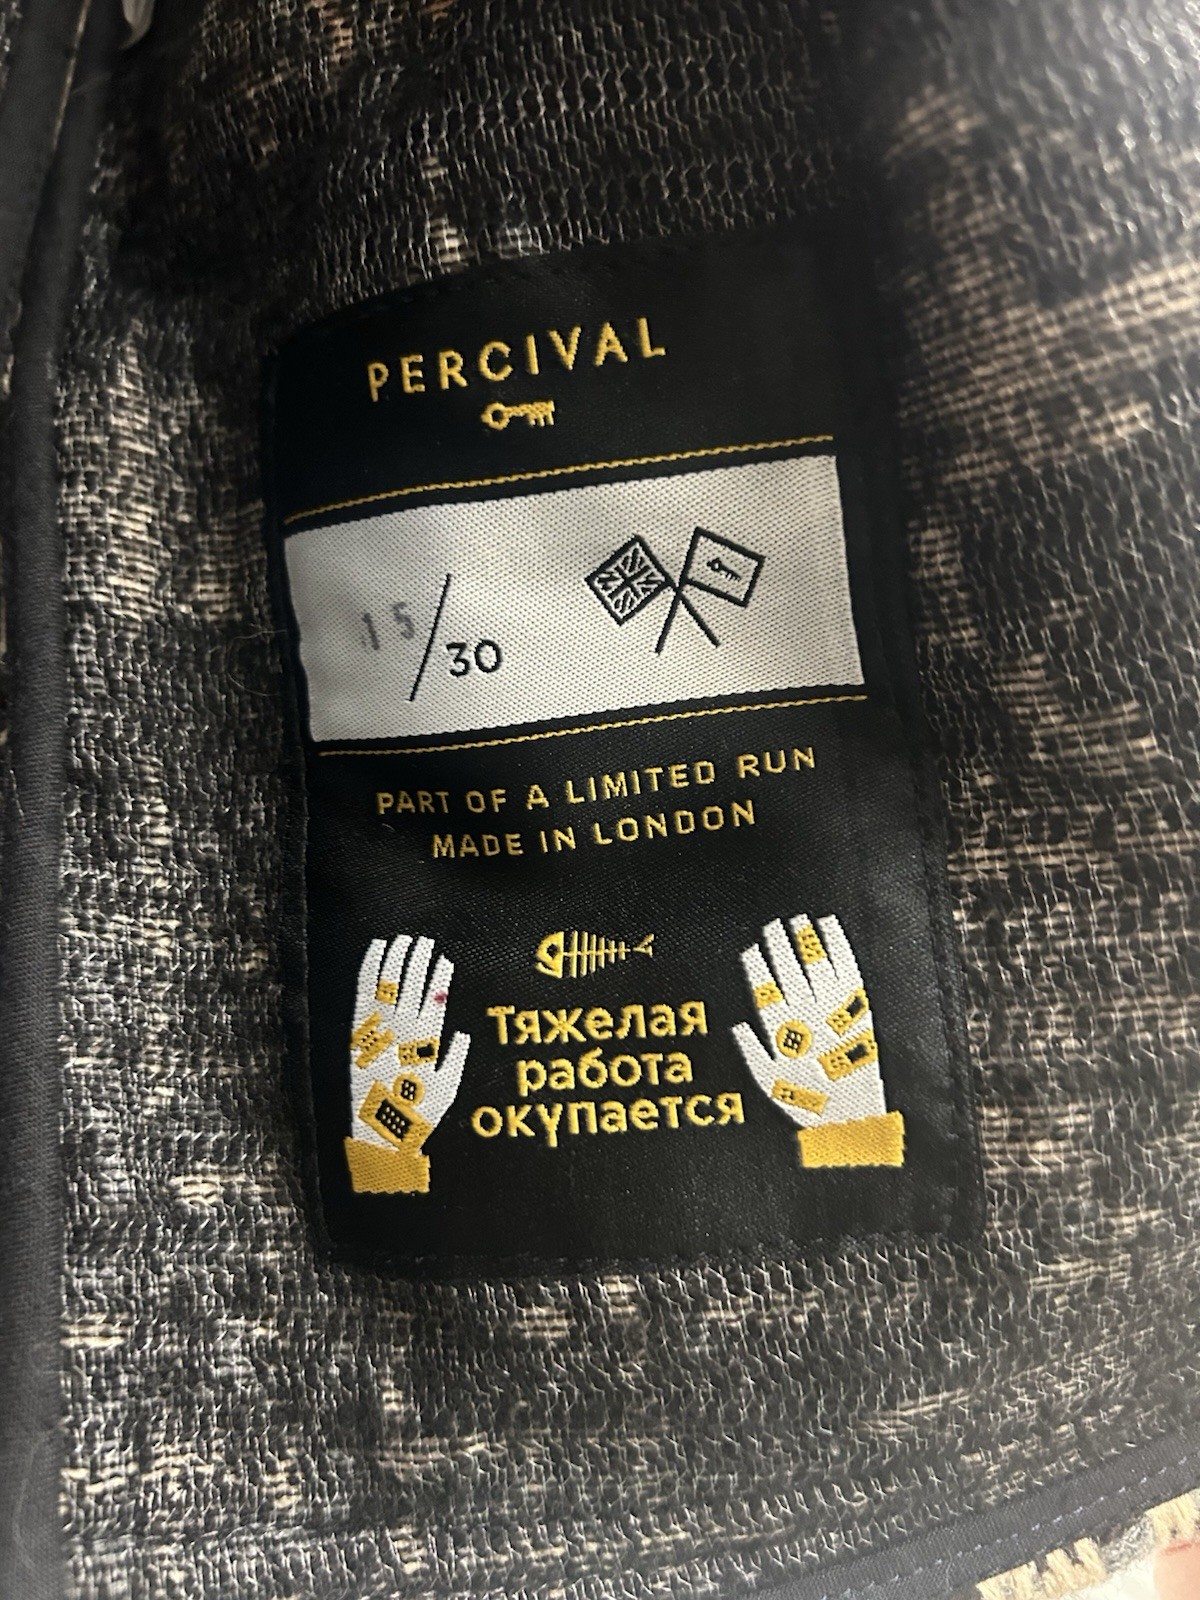 PERCIVAL
15/30
PART OF A LIMITED RUN
MADE IN LONDON
Тяжелая
работа
окупается